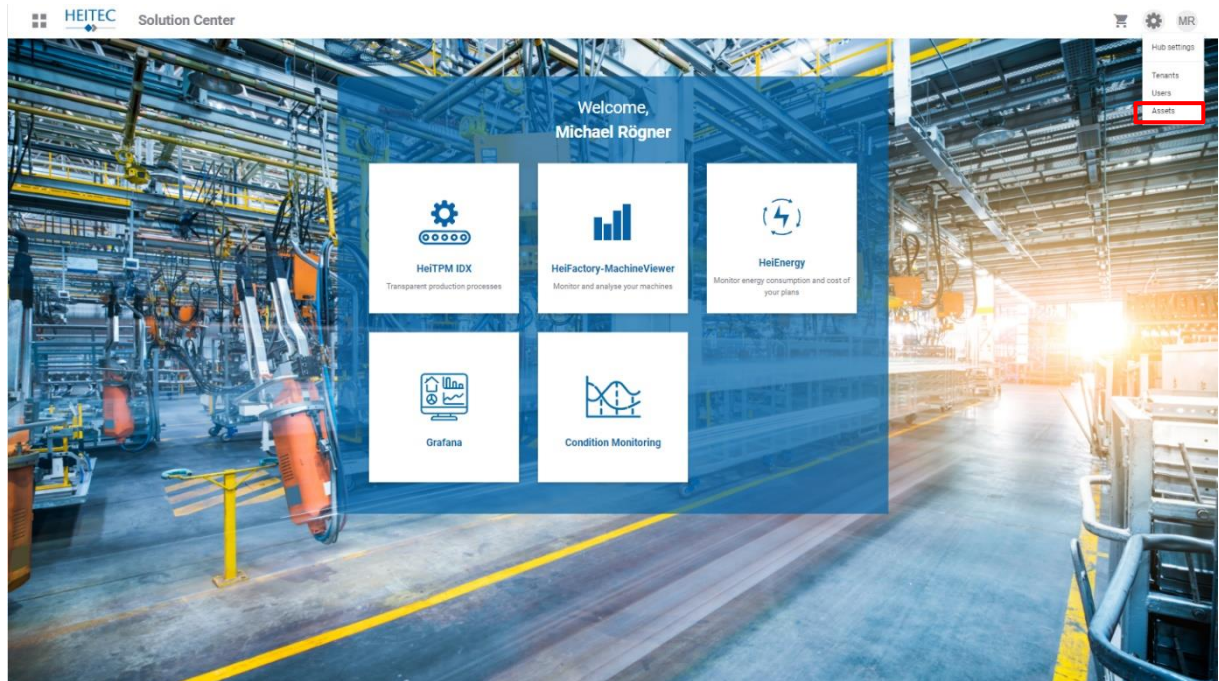 HEITEC
Solution Center
MR
Hub settings
Tenants
Users
Assets
Welcome,
Michael Rögner
HeiTPM IDX
Transparent production processes
HeiFactory-MachineViewer
Monitor and analyse your machines
HeiEnergy
Monitor energy consumption and cost of
your plans
Grafana
Condition Monitoring